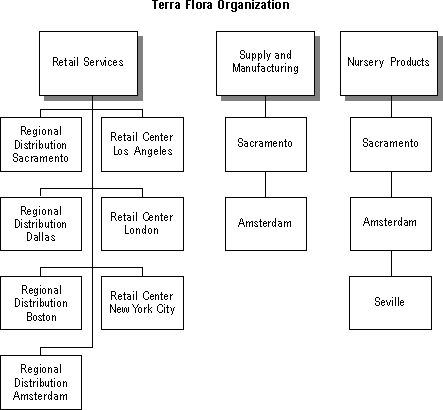 Terra Flora Organization
Retail Services
Supply and
Manufacturing
Nursery Products
Regional
Distribution
Sacramento
Retail Center
Los Angeles
Sacramento
Sacramento
Regional
Distribution
Dallas
Retail Center
London
Amsterdam
Amsterdam
Regional
Distribution
Boston
Retail Center
New York City
Seville
Regional
Distribution
Amsterdam